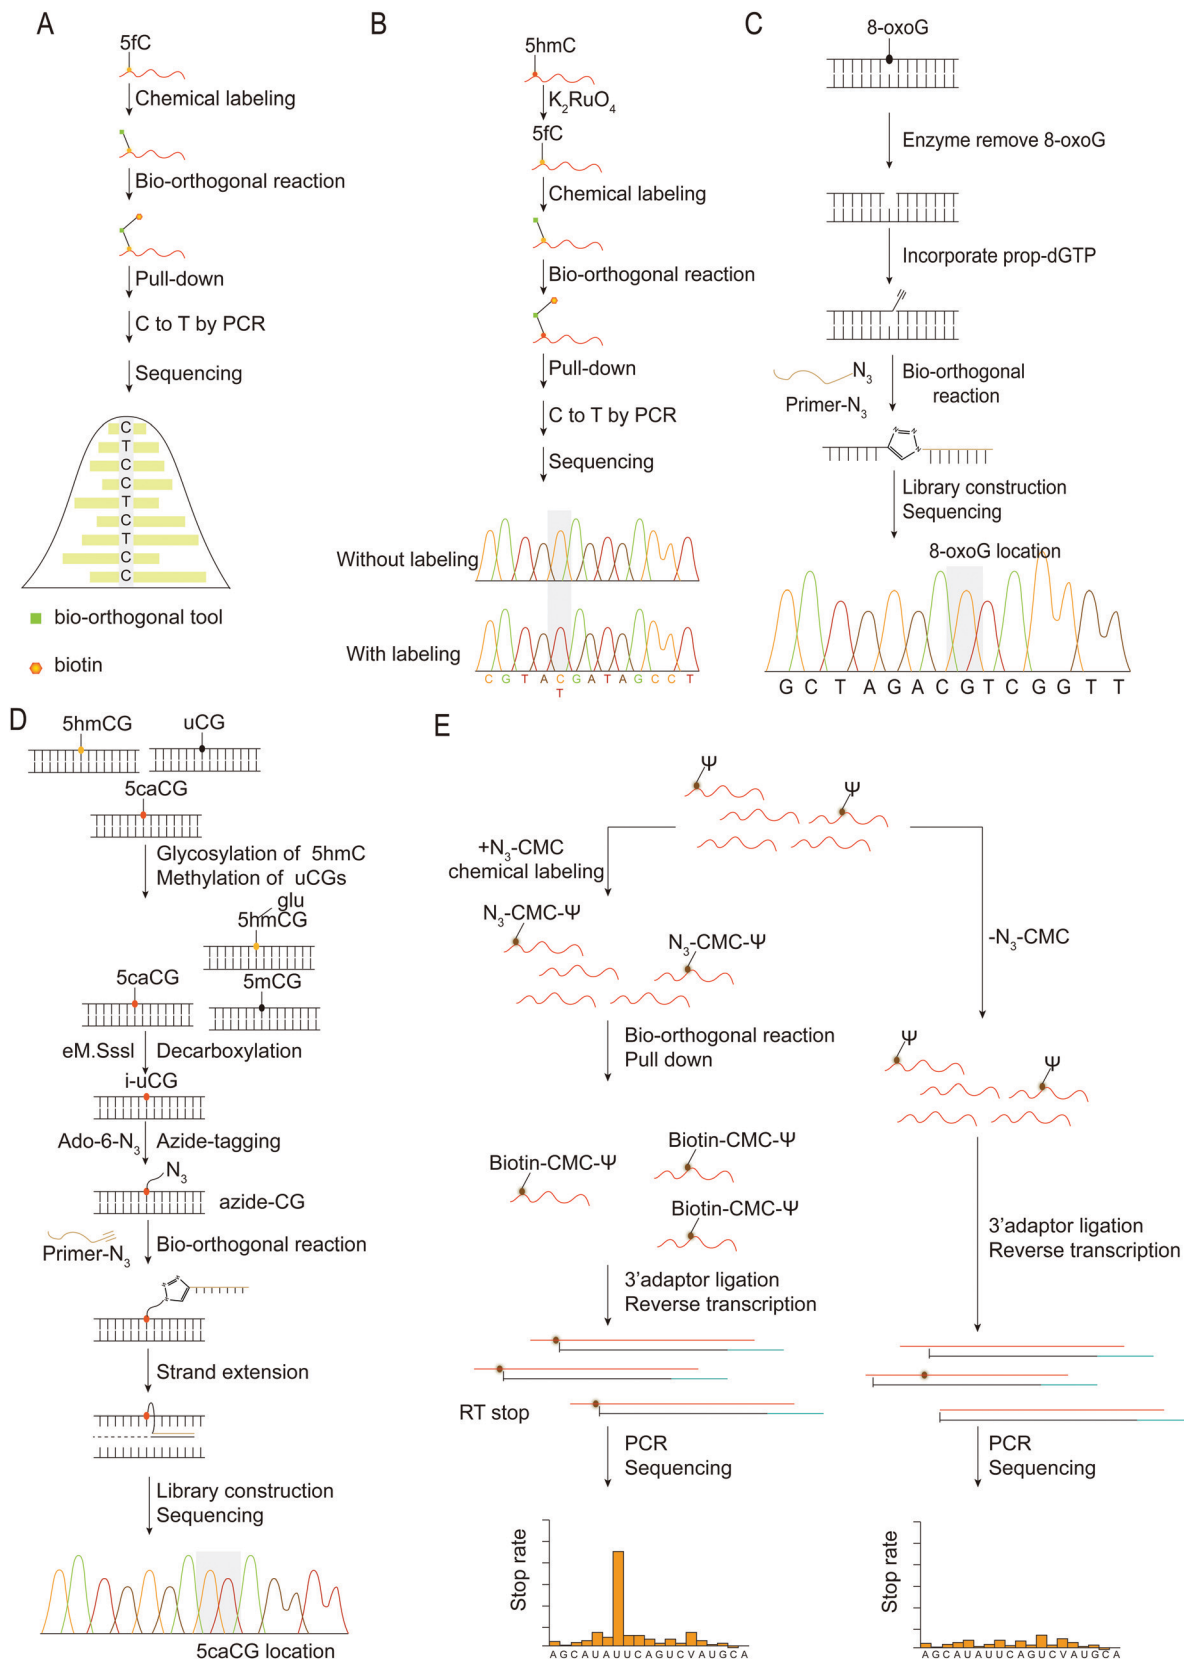 A
5fC
Chemical labeling
Bio-orthogonal reaction
Pull-down
C to T by PCR
Sequencing
C
T
C
C
T
C
T
C
C
bio-orthogonal tool
biotin
B
5hmC
K2RuO4
5fC
Chemical labeling
Bio-orthogonal reaction
Pull-down
C to T by PCR
Sequencing
Without labeling
With labeling
C G T A C G A T A G C C T
T
C
8-oxoG
Enzyme remove 8-oxoG
Incorporate prop-dGTP
N3
Primer-N3
Bio-orthogonal
reaction
N N
N
Library construction
Sequencing
8-oxoG location
G C T A G A C G T C G G T T
D
5hmCG
uCG
5caCG
Glycosylation of 5hmC
Methylation of uCGs
glu
5hmCG
5caCG
5mCG
eM.SssI
Decarboxylation
i-uCG
Ado-6-N3
Azide-tagging
N3
azide-CG
Primer-N3
Bio-orthogonal reaction
N N
N
Strand extension
Library construction
Sequencing
5caCG location
E
Ψ
Ψ
+N3-CMC
chemical labeling
N3-CMC-Ψ
N3-CMC-Ψ
-N3-CMC
Bio-orthogonal reaction
Pull down
Ψ
Ψ
Biotin-CMC-Ψ
Biotin-CMC-Ψ
Biotin-CMC-Ψ
3'adaptor ligation
Reverse transcription
3'adaptor ligation
Reverse transcription
RT stop
PCR
Sequencing
PCR
Sequencing
Stop rate
A G C A U A U U C A G U C V A U G C A
Stop rate
A G C A U A U U C A G U C V A U G C A